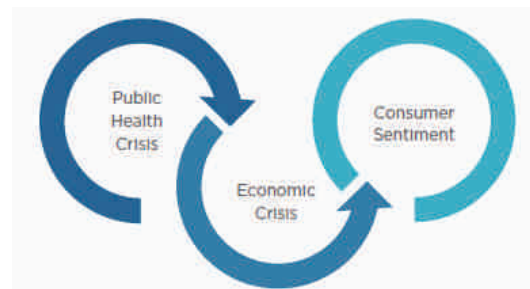 Public
Health
Crisis
Economic
Crisis
Consumer
Sentiment